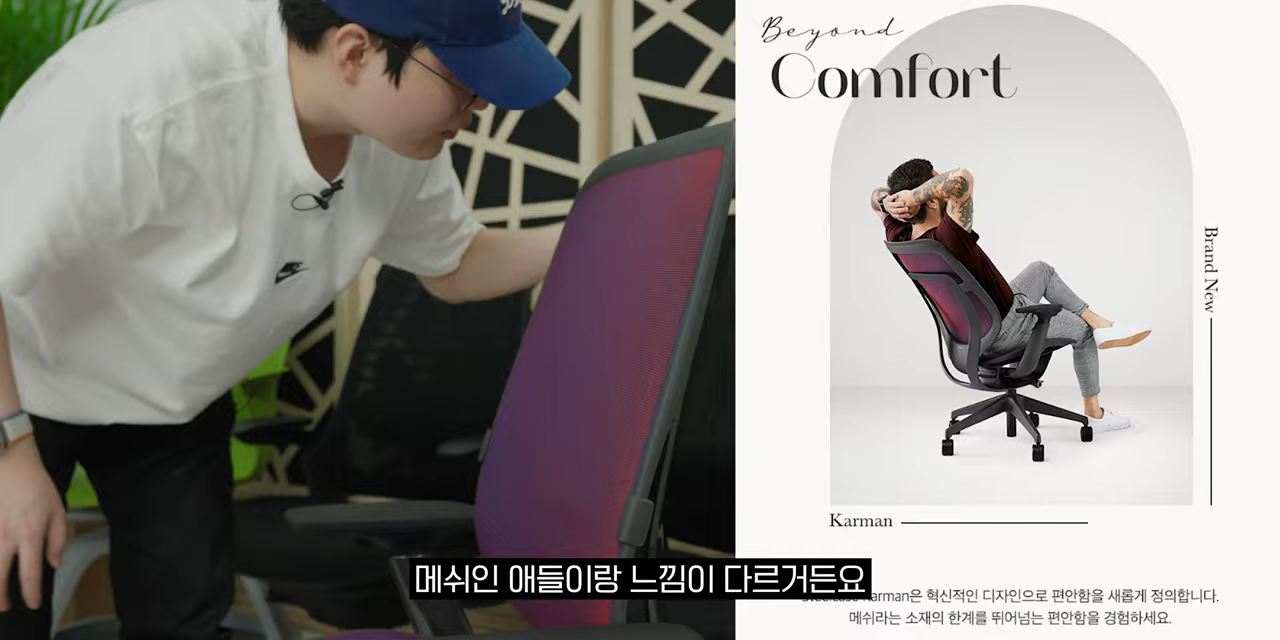 Beyond
Comfort
Brand New
Karman
메쉬인 애들이랑 느낌이 다르거든요
Karman은 혁신적인 디자인으로 편안함을 새롭게 정의합니다.
메쉬라는 소재의 한계를 뛰어넘는 편안함을 경험하세요.